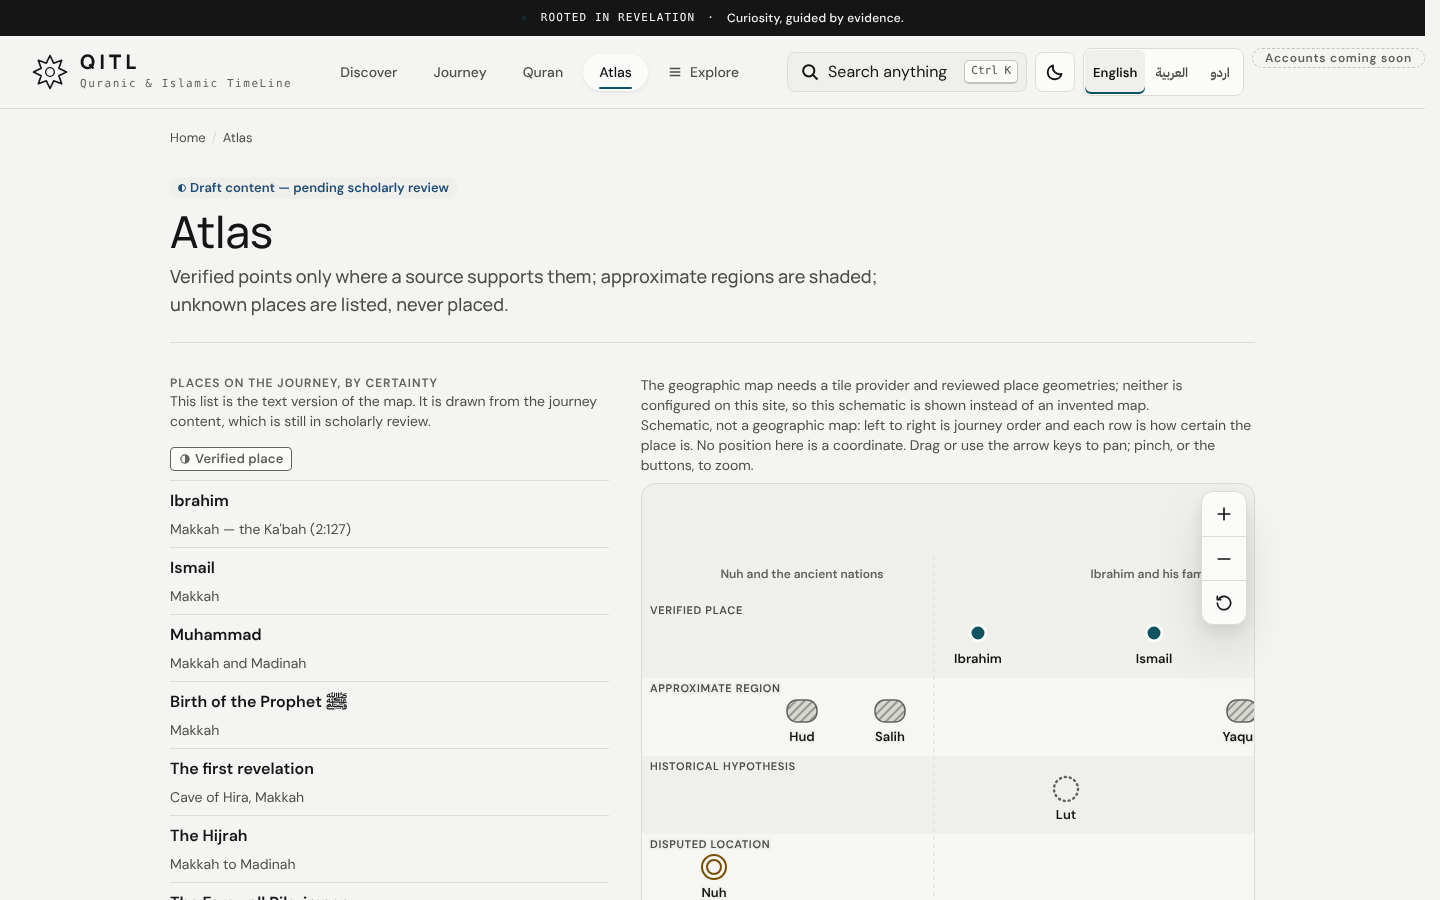 ROOTED IN REVELATION · Curiosity, guided by evidence.
QITL
Quranic & Islamic TimeLine
Discover
Journey
Quran
Atlas
Explore
Search anything
Ctrl K
English
العربية
اردو
Accounts coming soon
Home / Atlas
Draft content — pending scholarly review
Atlas
Verified points only where a source supports them; approximate regions are shaded;
unknown places are listed, never placed.
PLACES ON THE JOURNEY, BY CERTAINTY
This list is the text version of the map. It is drawn from the journey
content, which is still in scholarly review.
Verified place
Ibrahim
Makkah — the Ka'bah (2:127)
Ismail
Makkah
Muhammad
Makkah and Madinah
Birth of the Prophet ﷺ
Makkah
The first revelation
Cave of Hira, Makkah
The Hijrah
Makkah to Madinah
The geographic map needs a tile provider and reviewed place geometries; neither is
configured on this site, so this schematic is shown instead of an invented map.
Schematic, not a geographic map: left to right is journey order and each row is how certain the
place is. No position here is a coordinate. Drag or use the arrow keys to pan; pinch, or the
buttons, to zoom.
Nuh and the ancient nations
Ibrahim and his fam
VERIFIED PLACE
Ibrahim
Ismail
APPROXIMATE REGION
Hud
Salih
Yaqu
HISTORICAL HYPOTHESIS
Lut
DISPUTED LOCATION
Nuh